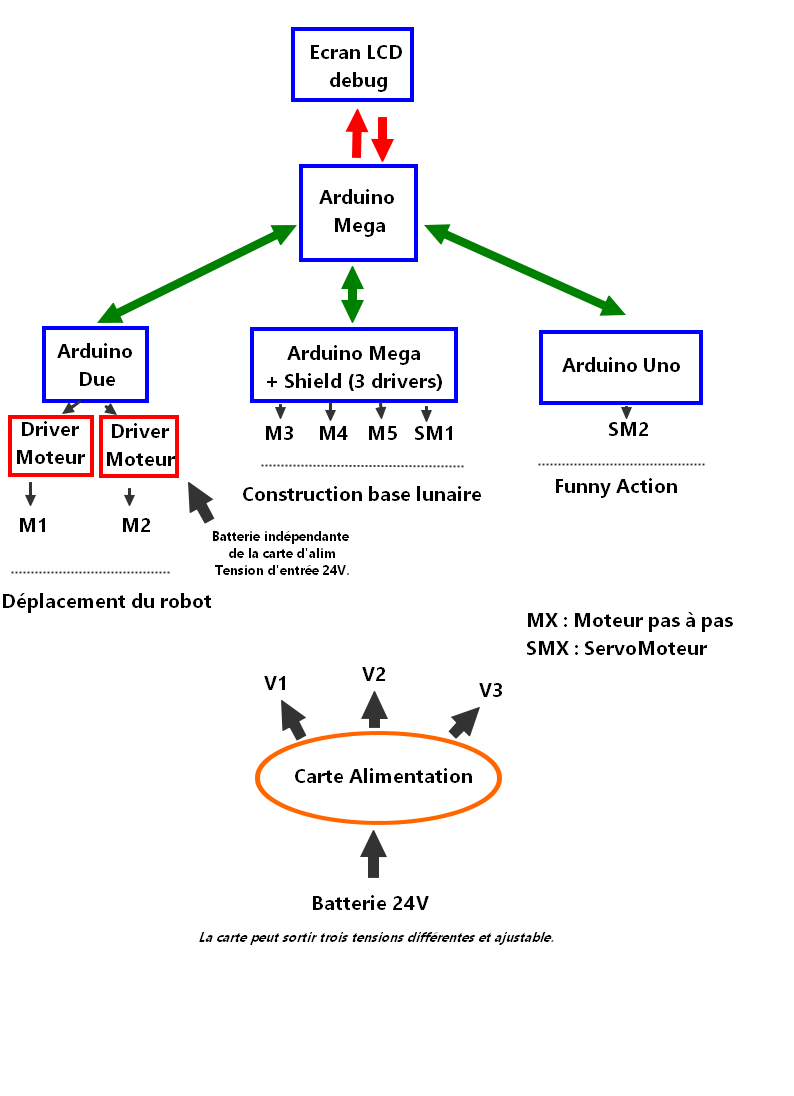 Ecran LCD
debug
Arduino
Mega
Arduino
Due
Arduino Mega
+ Shield (3 drivers)
Arduino Uno
Driver
Moteur
Driver
Moteur
M3 M4 M5 SM1
SM2
Construction base lunaire
Funny Action
M1 M2
Batterie indépendante
de la carte d'alim
Tension d'entrée 24V.
Déplacement du robot
MX : Moteur pas à pas
SMX : ServoMoteur
V1 V2 V3
Carte Alimentation
Batterie 24V
La carte peut sortir trois tensions différentes et ajustable.